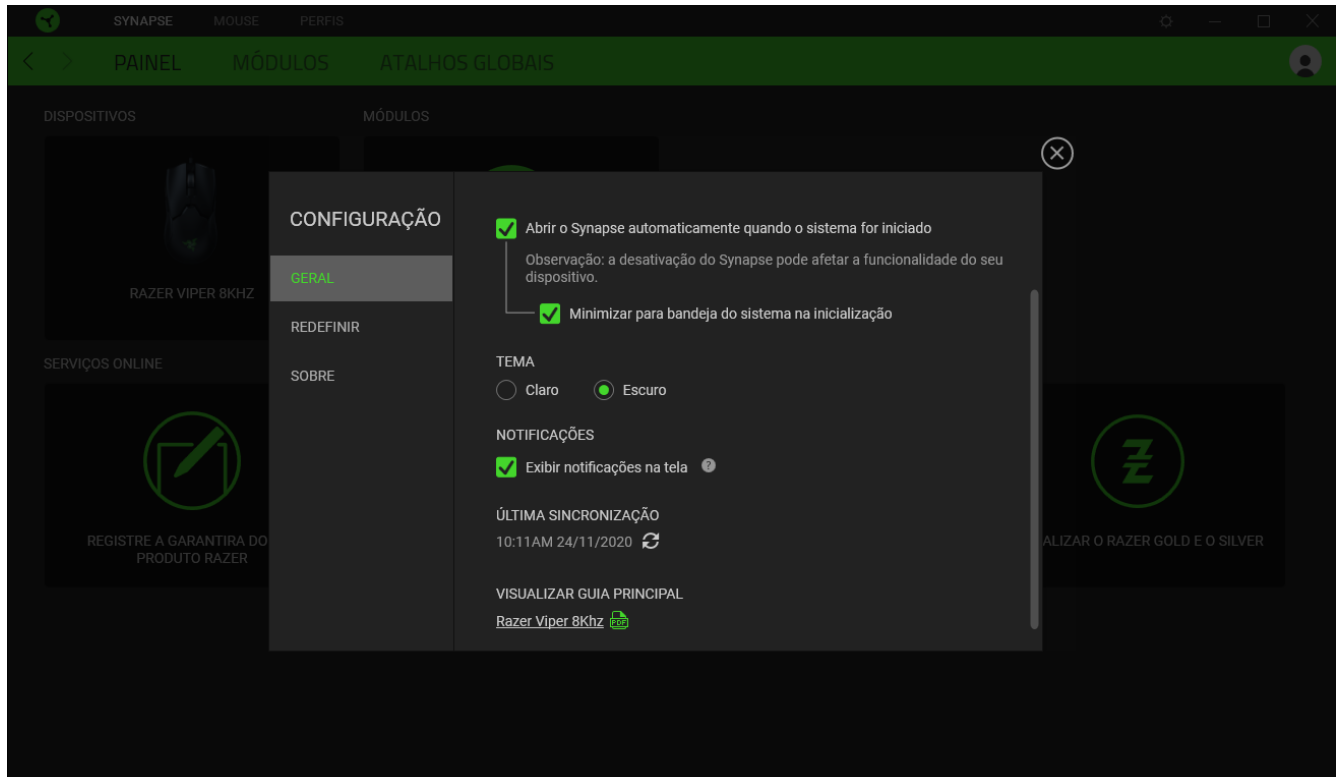 SYNAPSE MOUSE PERFIS
PAINEL MÓDULOS ATALHOS GLOBAIS
DISPOSITIVOS
MÓDULOS
RAZER VIPER 8KHZ
SERVIÇOS ONLINE
REGISTRE A GARANTIRA DO
PRODUTO RAZER
O RAZER GOLD E O SILVER
CONFIGURAÇÃO
GERAL
REDEFINIR
SOBRE
Abrir o Synapse automaticamente quando o sistema for iniciado
Observação: a desativação do Synapse pode afetar a funcionalidade do seu
dispositivo.
Minimizar para bandeja do sistema na inicialização
TEMA
Claro Escuro
NOTIFICAÇÕES
Exibir notificações na tela ?
ÚLTIMA SINCRONIZAÇÃO
10:11AM 24/11/2020
VISUALIZAR GUIA PRINCIPAL
Razer Viper 8Khz PDF